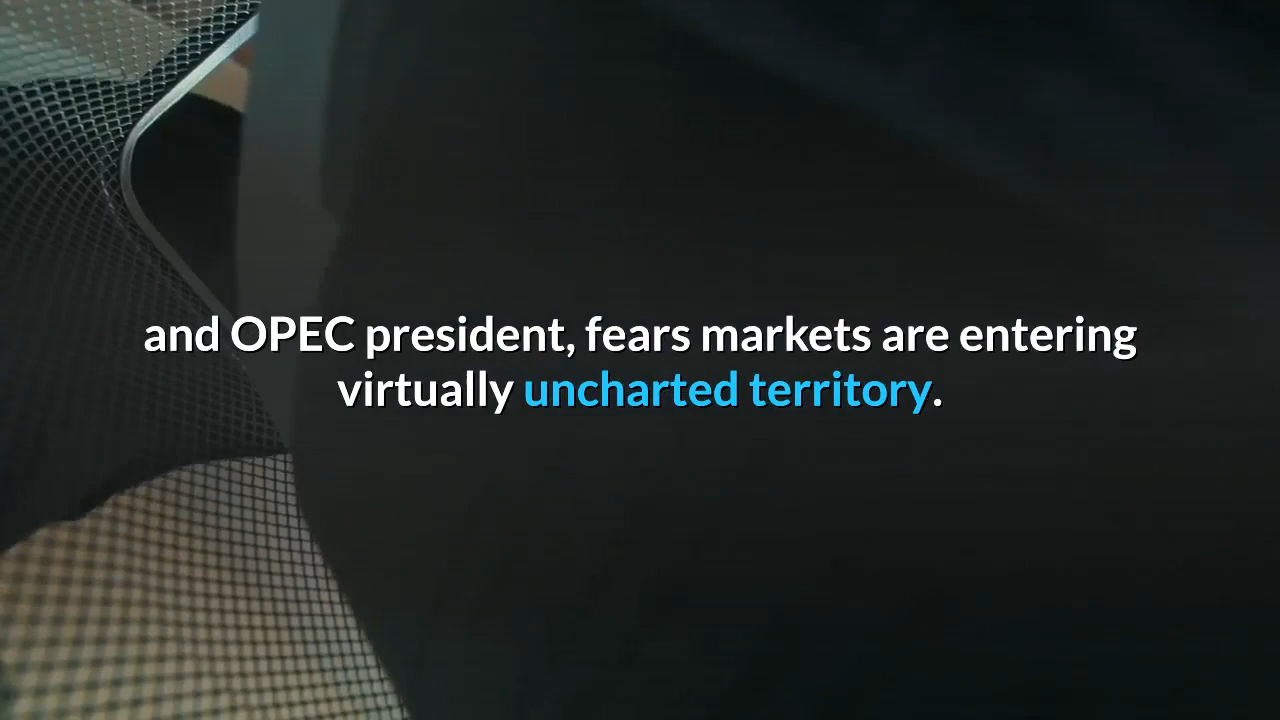 and OPEC president, fears markets are entering
virtually uncharted territory.